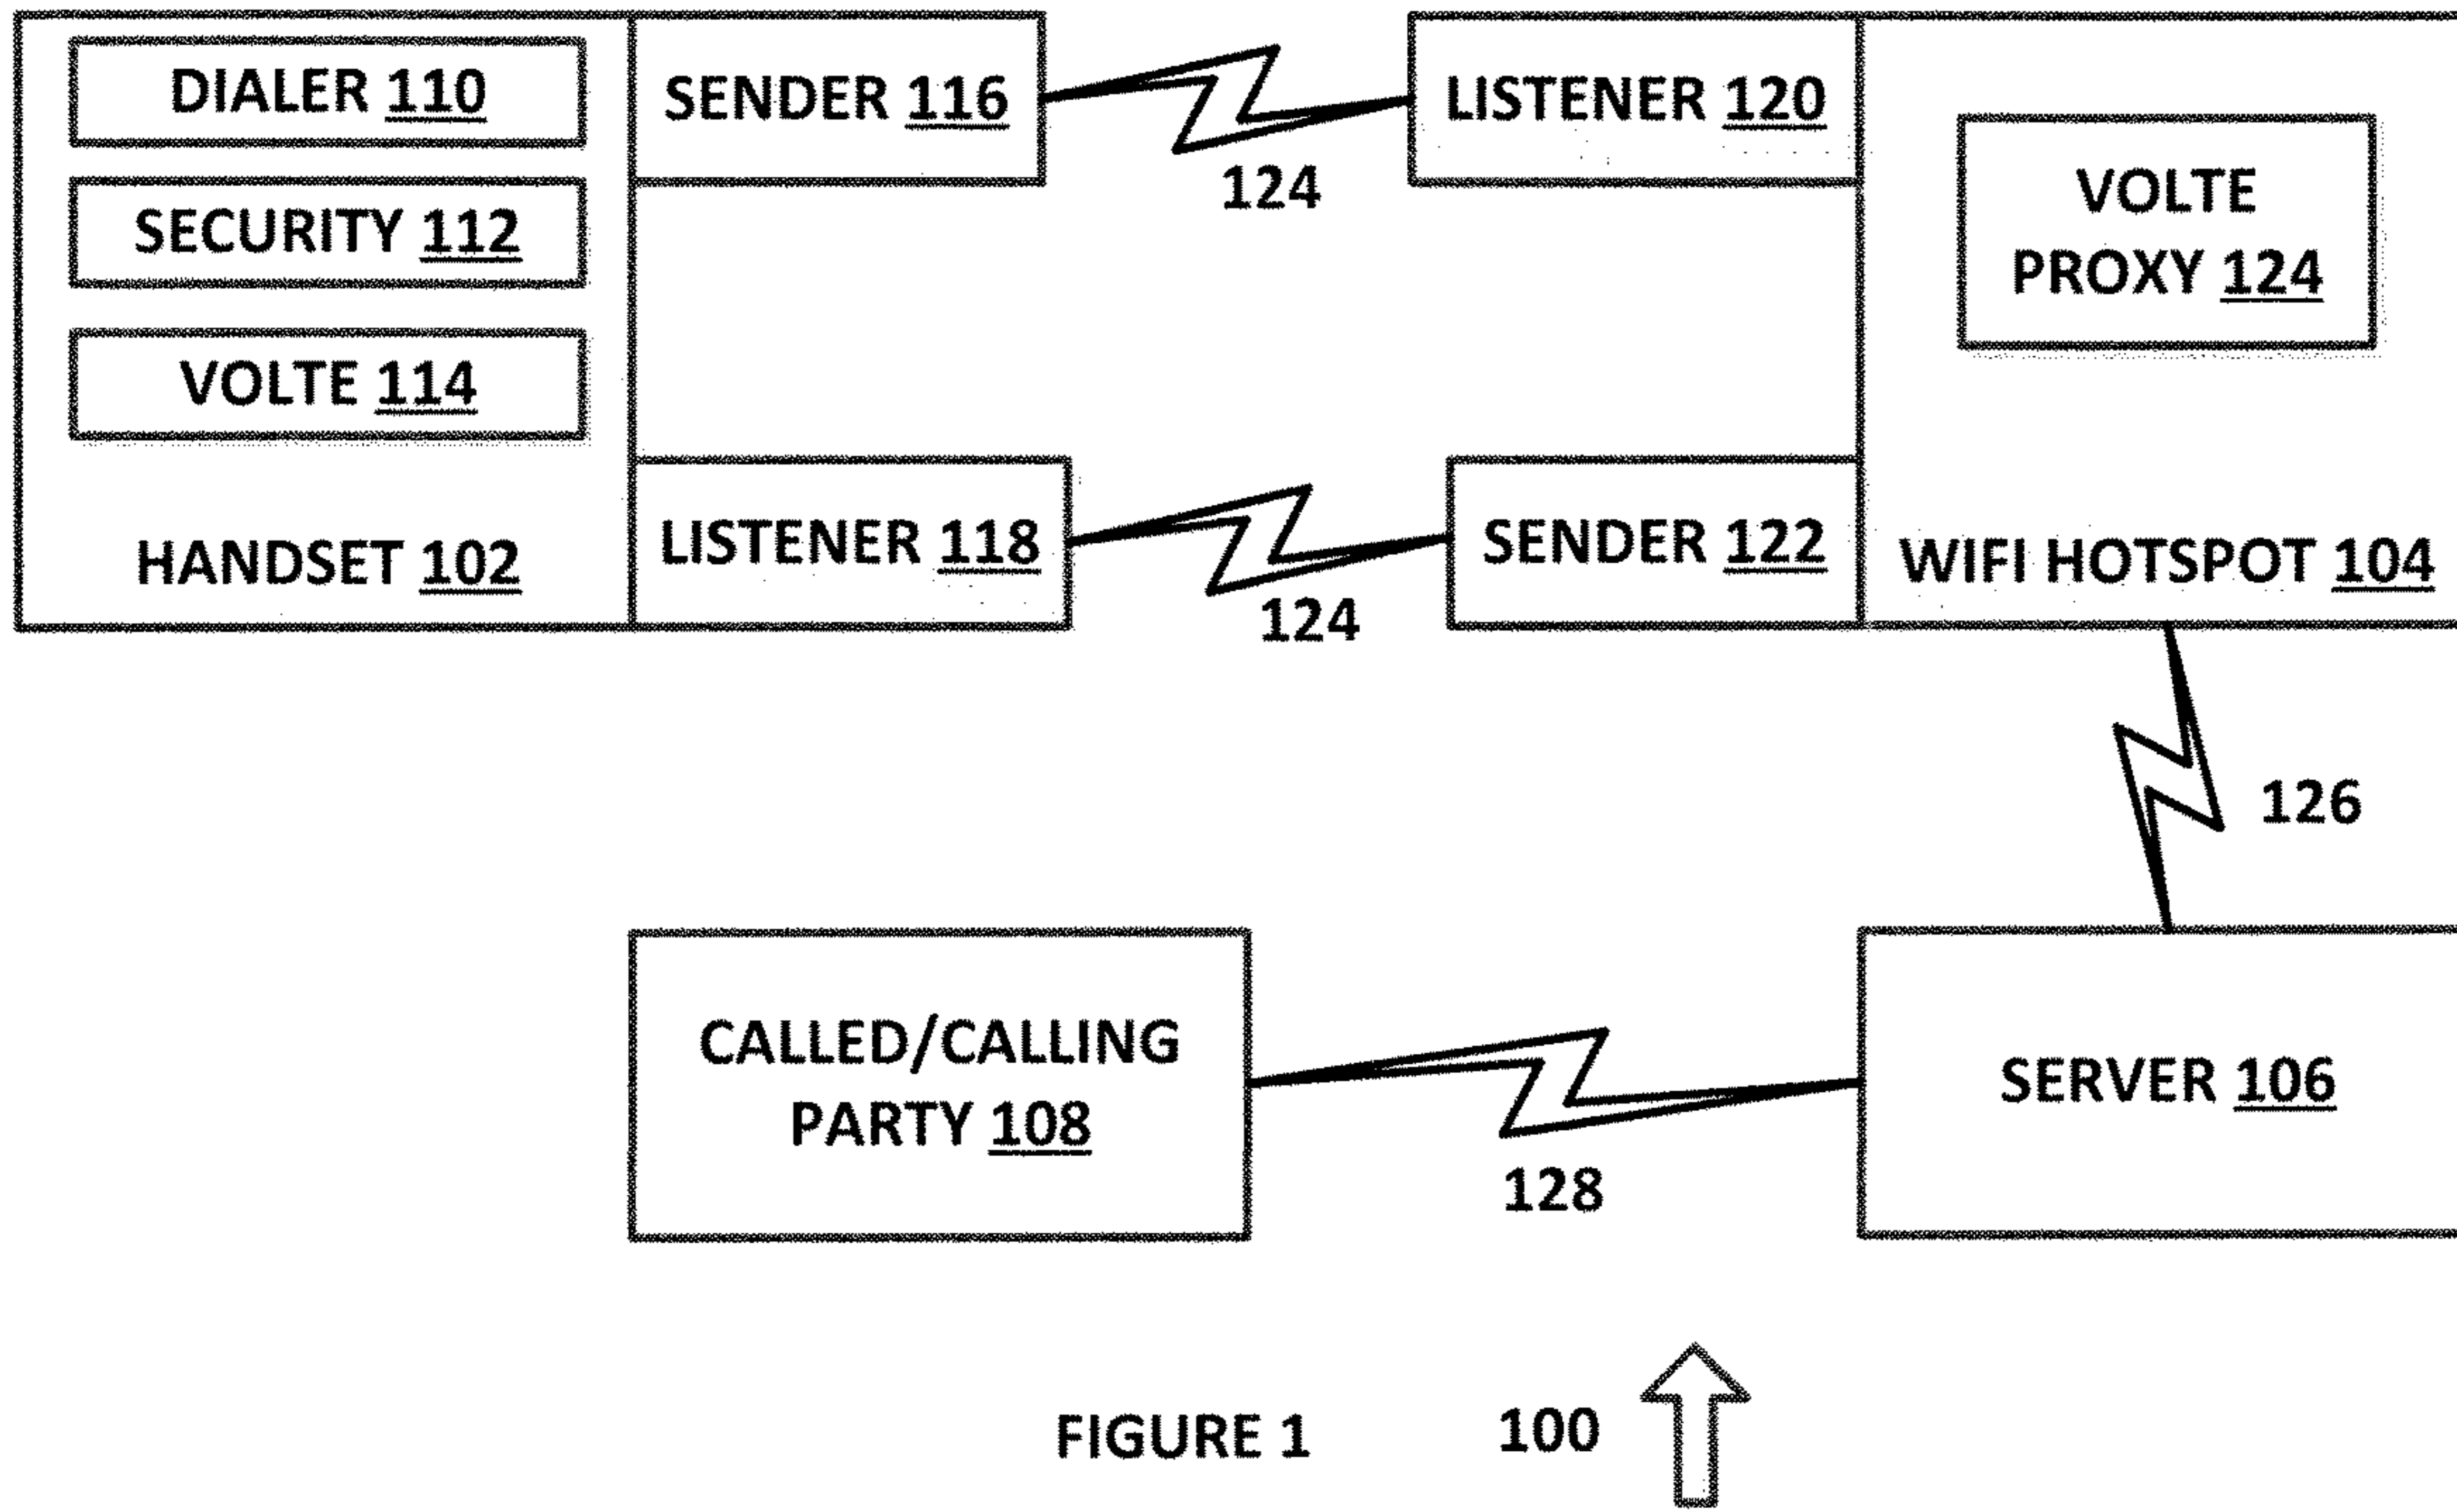 DIALER 110
SECURITY 112
VOLTE 114
HANDSET 102
SENDER 116
LISTENER 118
124
124
LISTENER 120
SENDER 122
VOLTE
PROXY 124
WIFI HOTSPOT 104
126
CALLED/CALLING
PARTY 108
128
SERVER 106
FIGURE 1
100